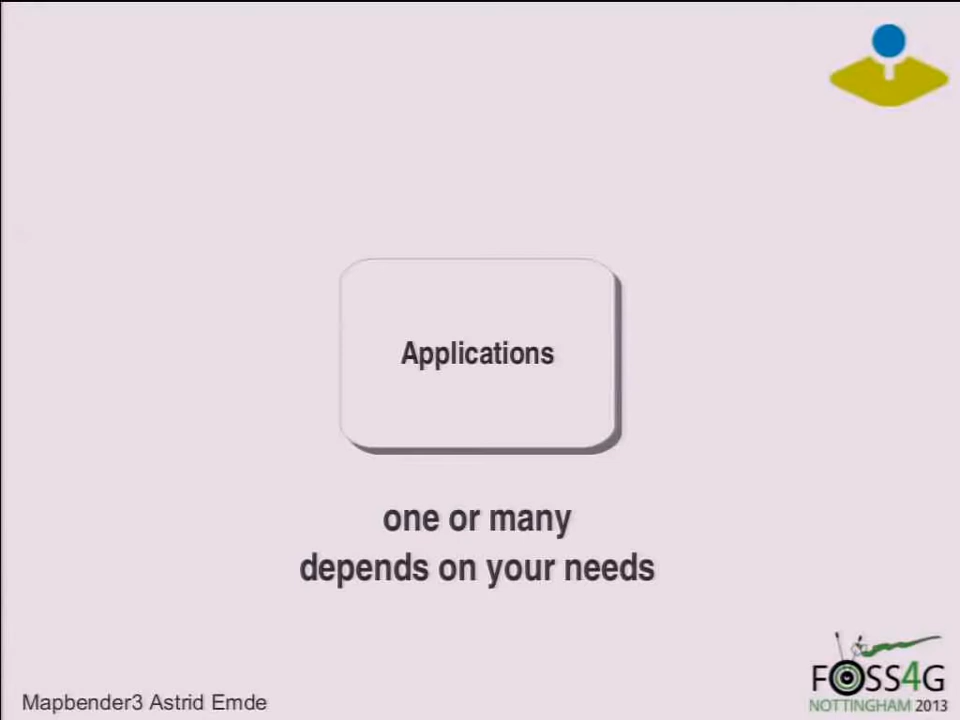 Applications
one or many
depends on your needs
Mapbender3 Astrid Emde
FOSS4G
NOTTINGHAM 2013